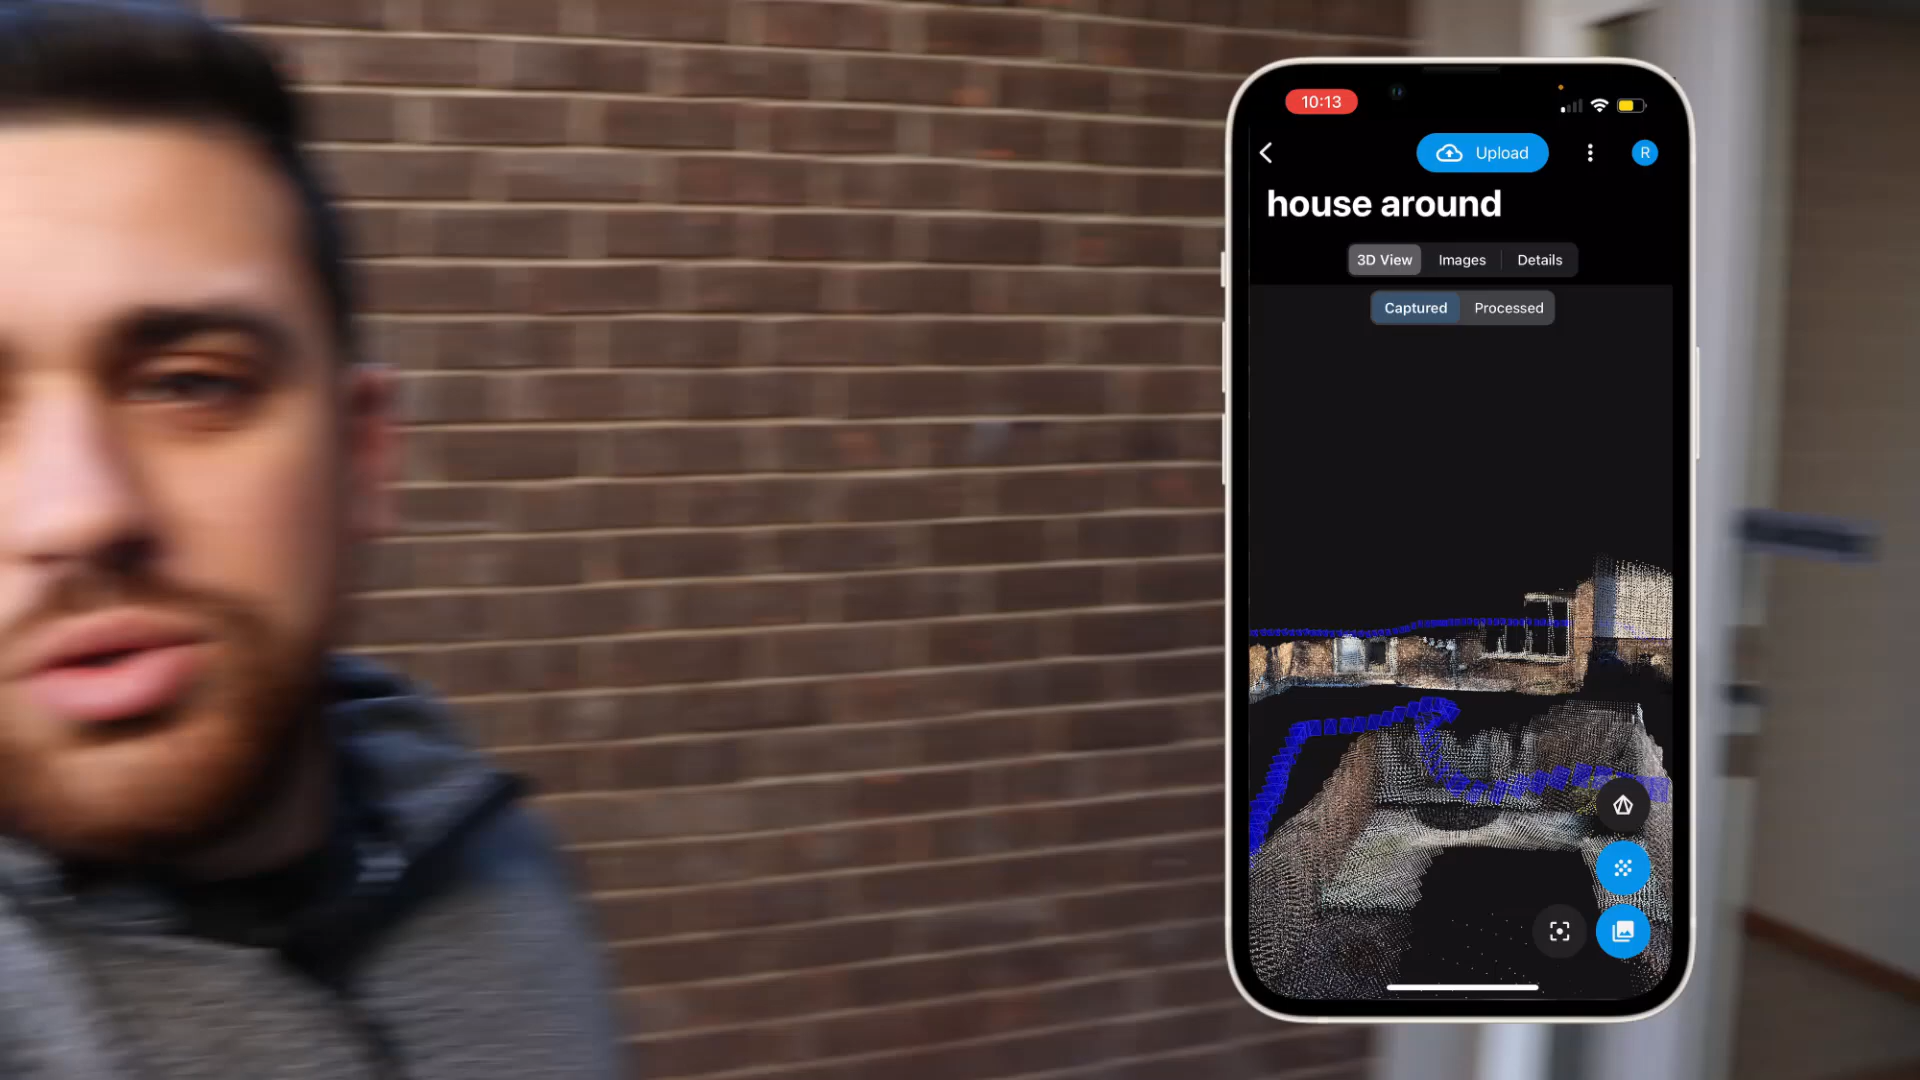 10:13
Upload
R
house around
3D View Images Details
Captured Processed